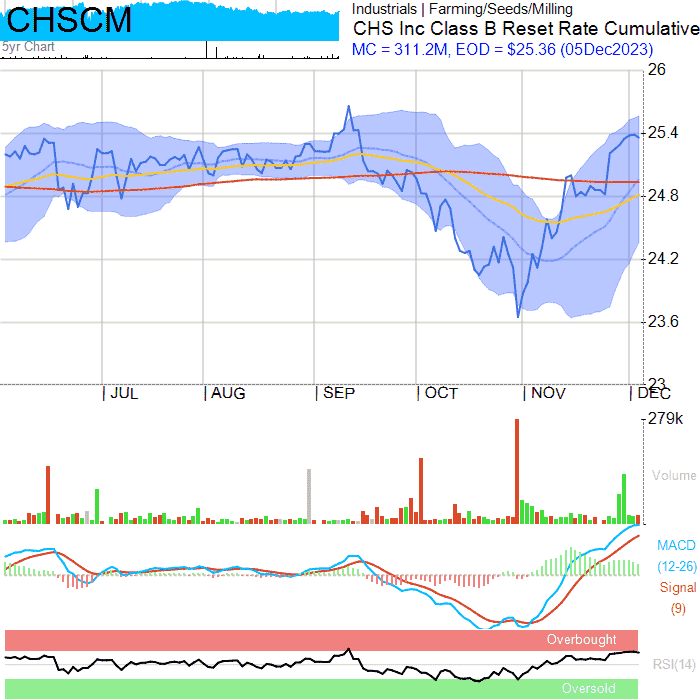 CHSCM
5yr Chart
Industrials | Farming/Seeds/Milling
CHS Inc Class B Reset Rate Cumulative
MC = 311.2M, EOD = $25.36 (05Dec2023)
26
25.4
24.8
24.2
23.6
23
| JUL | AUG | SEP | OCT | NOV | DEC
279k
Volume
MACD
(12-26)
Signal
(9)
Overbought
RSI(14)
Oversold